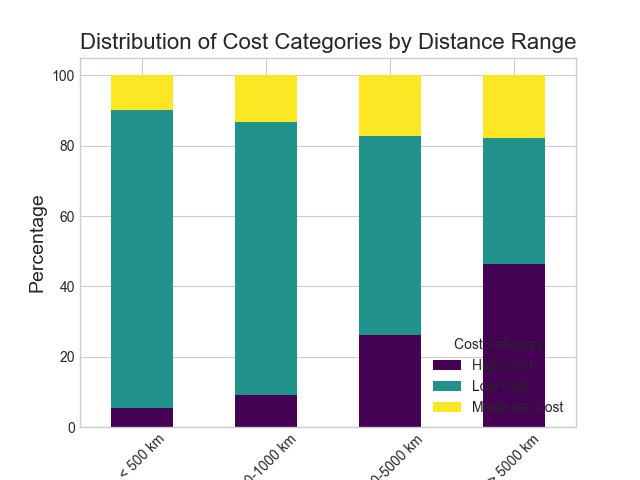 Distribution of Cost Categories by Distance Range
100
80
60
40
20
0
Percentage
Cost Category
High Cost
Low Cost
Moderate Cost
< 500 km
0-1000 km
0-5000 km
> 5000 km